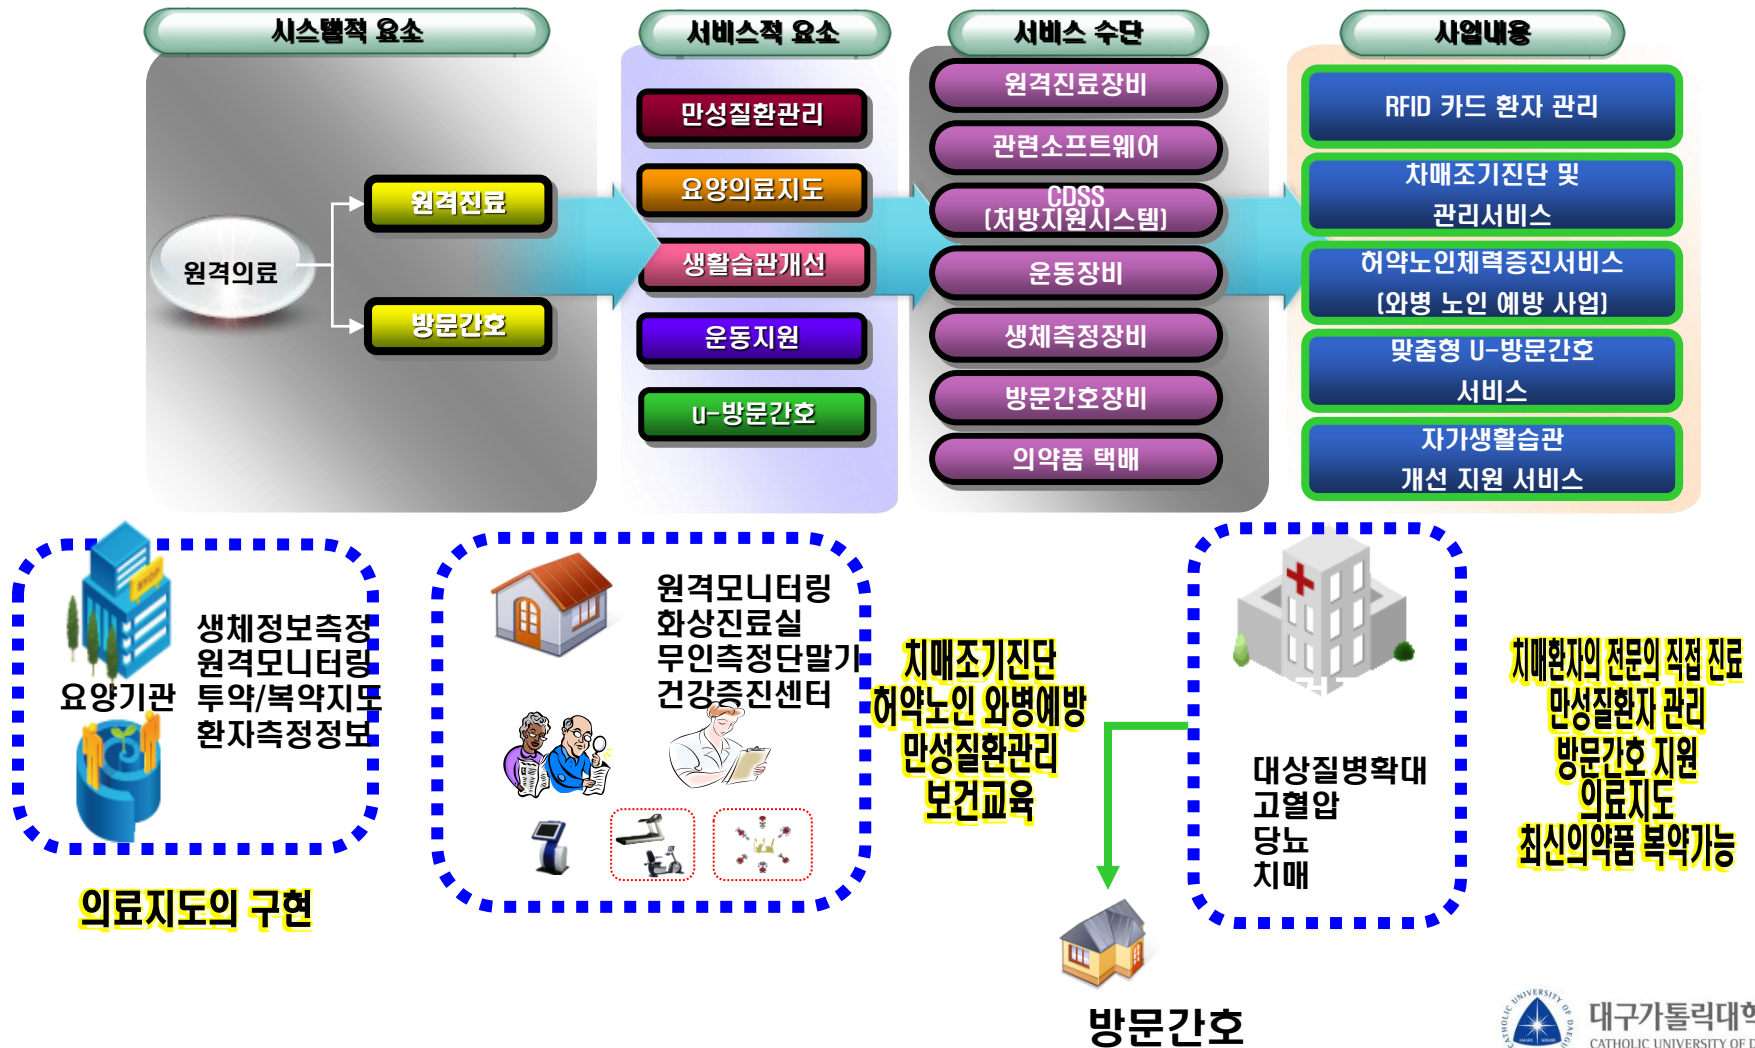 시스템적 요소
서비스적 요소
서비스 수단
사업내용
원격의료
원격진료
방문간호
만성질환관리
요양의료지도
생활습관개선
운동지원
u-방문간호
원격진료장비
관련소프트웨어
CDSS
(처방지원시스템)
운동장비
생체측정장비
방문간호장비
의약품 택배
RFID 카드 환자 관리
치매조기진단 및
관리서비스
허약노인체력증진서비스
(와병 노인 예방 사업)
맞춤형 U-방문간호
서비스
자가생활습관
개선 지원 서비스
SHOP
요양기관
생체정보측정
원격모니터링
투약/복약지도
환자측정정보
의료지도의 구현
원격모니터링
화상진료실
무인측정단말기
건강증진센터
치매조기진단
허약노인 와병예방
만성질환관리
보건교육
대상질병확대
고혈압
당뇨
치매
방문간호
치매환자의 전문의 직접 진료
만성질환자 관리
방문간호 지원
의료지도
최신의약품 복약가능
CATHOLIC UNIVERSITY OF DAEGU
대구가톨릭대학
CATHOLIC UNIVERSITY OF D